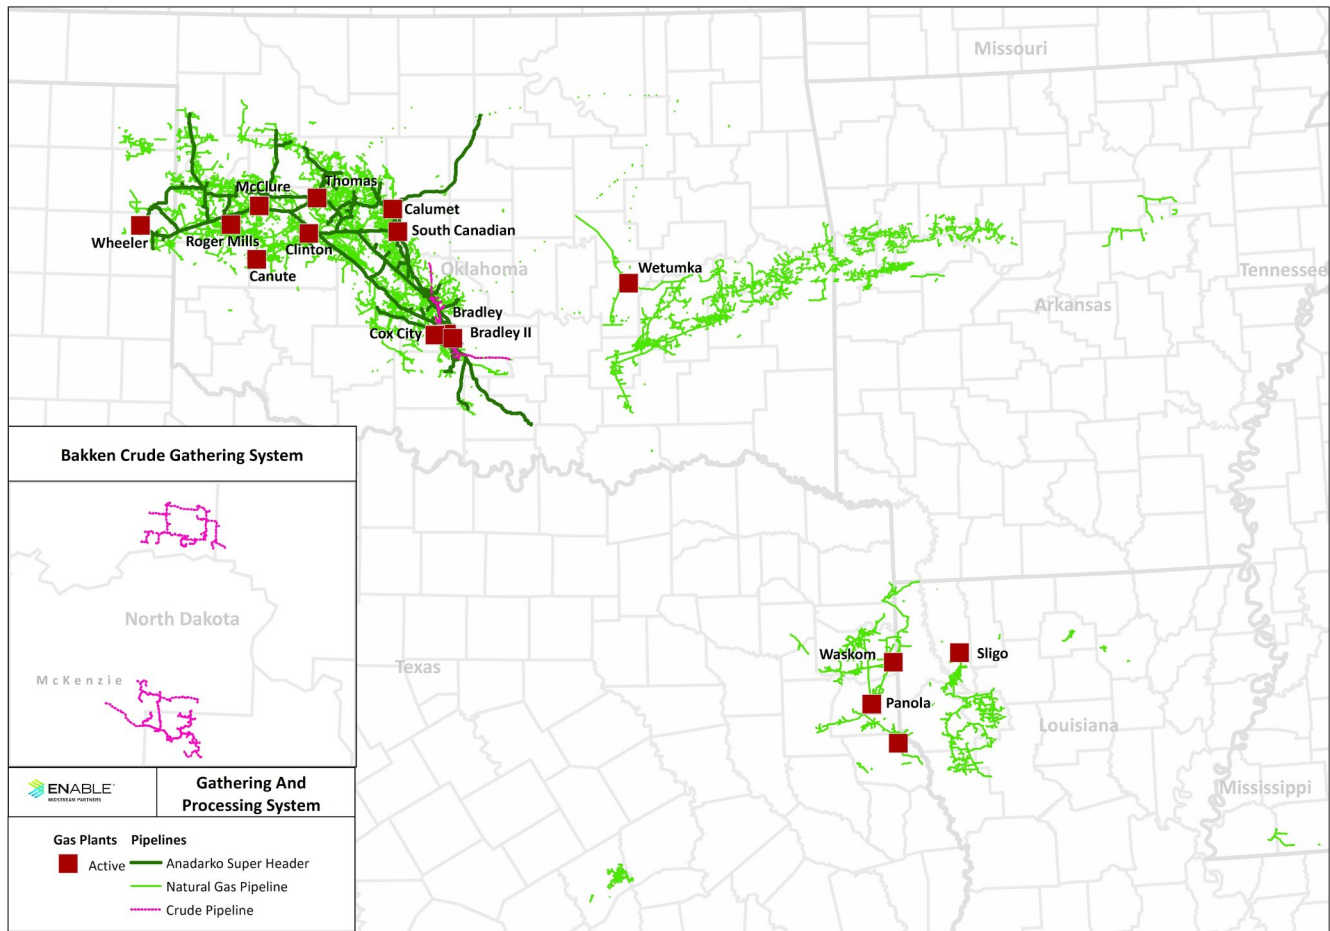 Missouri
Thomas
McClure
Calumet
South Canadian
Wheeler
Roger Mills
Clinton
Canute
Oklahoma
Wetumka
Tennessee
Arkansas
Bradley
Cox City
Bradley II
Bakken Crude Gathering System
North Dakota
McKenzie
Texas
Waskom
Sligo
Panola
Louisiana
Mississippi
ENABLE
MIDSTREAM PARTNERS
Gathering And
Processing System
Gas Plants
Active
Pipelines
Anadarko Super Header
Natural Gas Pipeline
Crude Pipeline